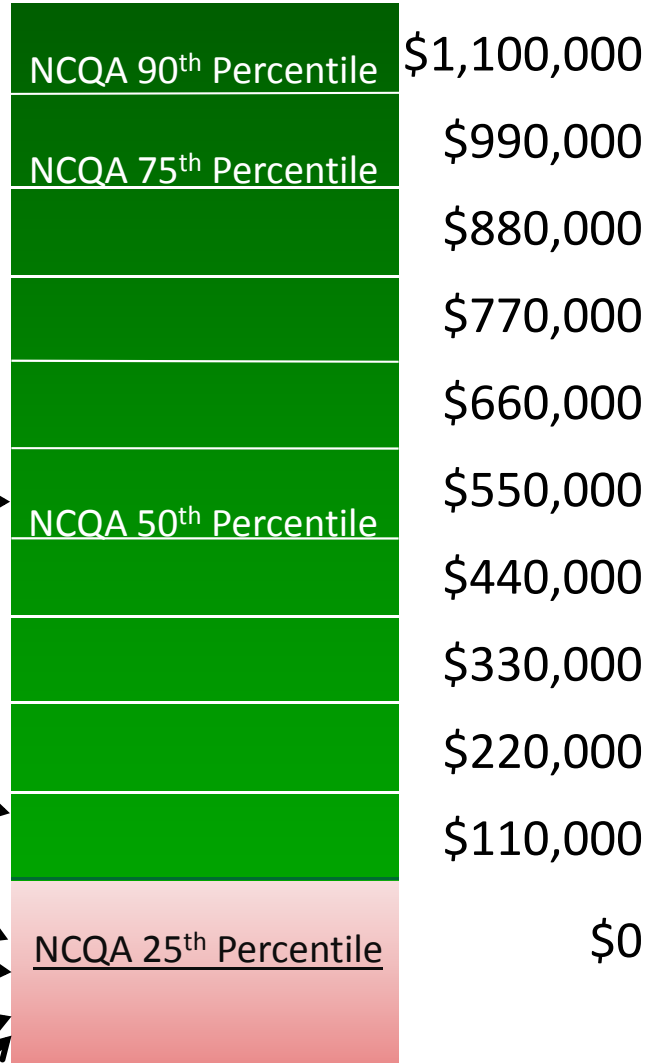 NCQA 90th Percentile $1,100,000
NCQA 75th Percentile $990,000
$880,000
$770,000
$660,000
NCQA 50th Percentile $550,000
$440,000
$330,000
$220,000
$110,000
NCQA 25th Percentile $0